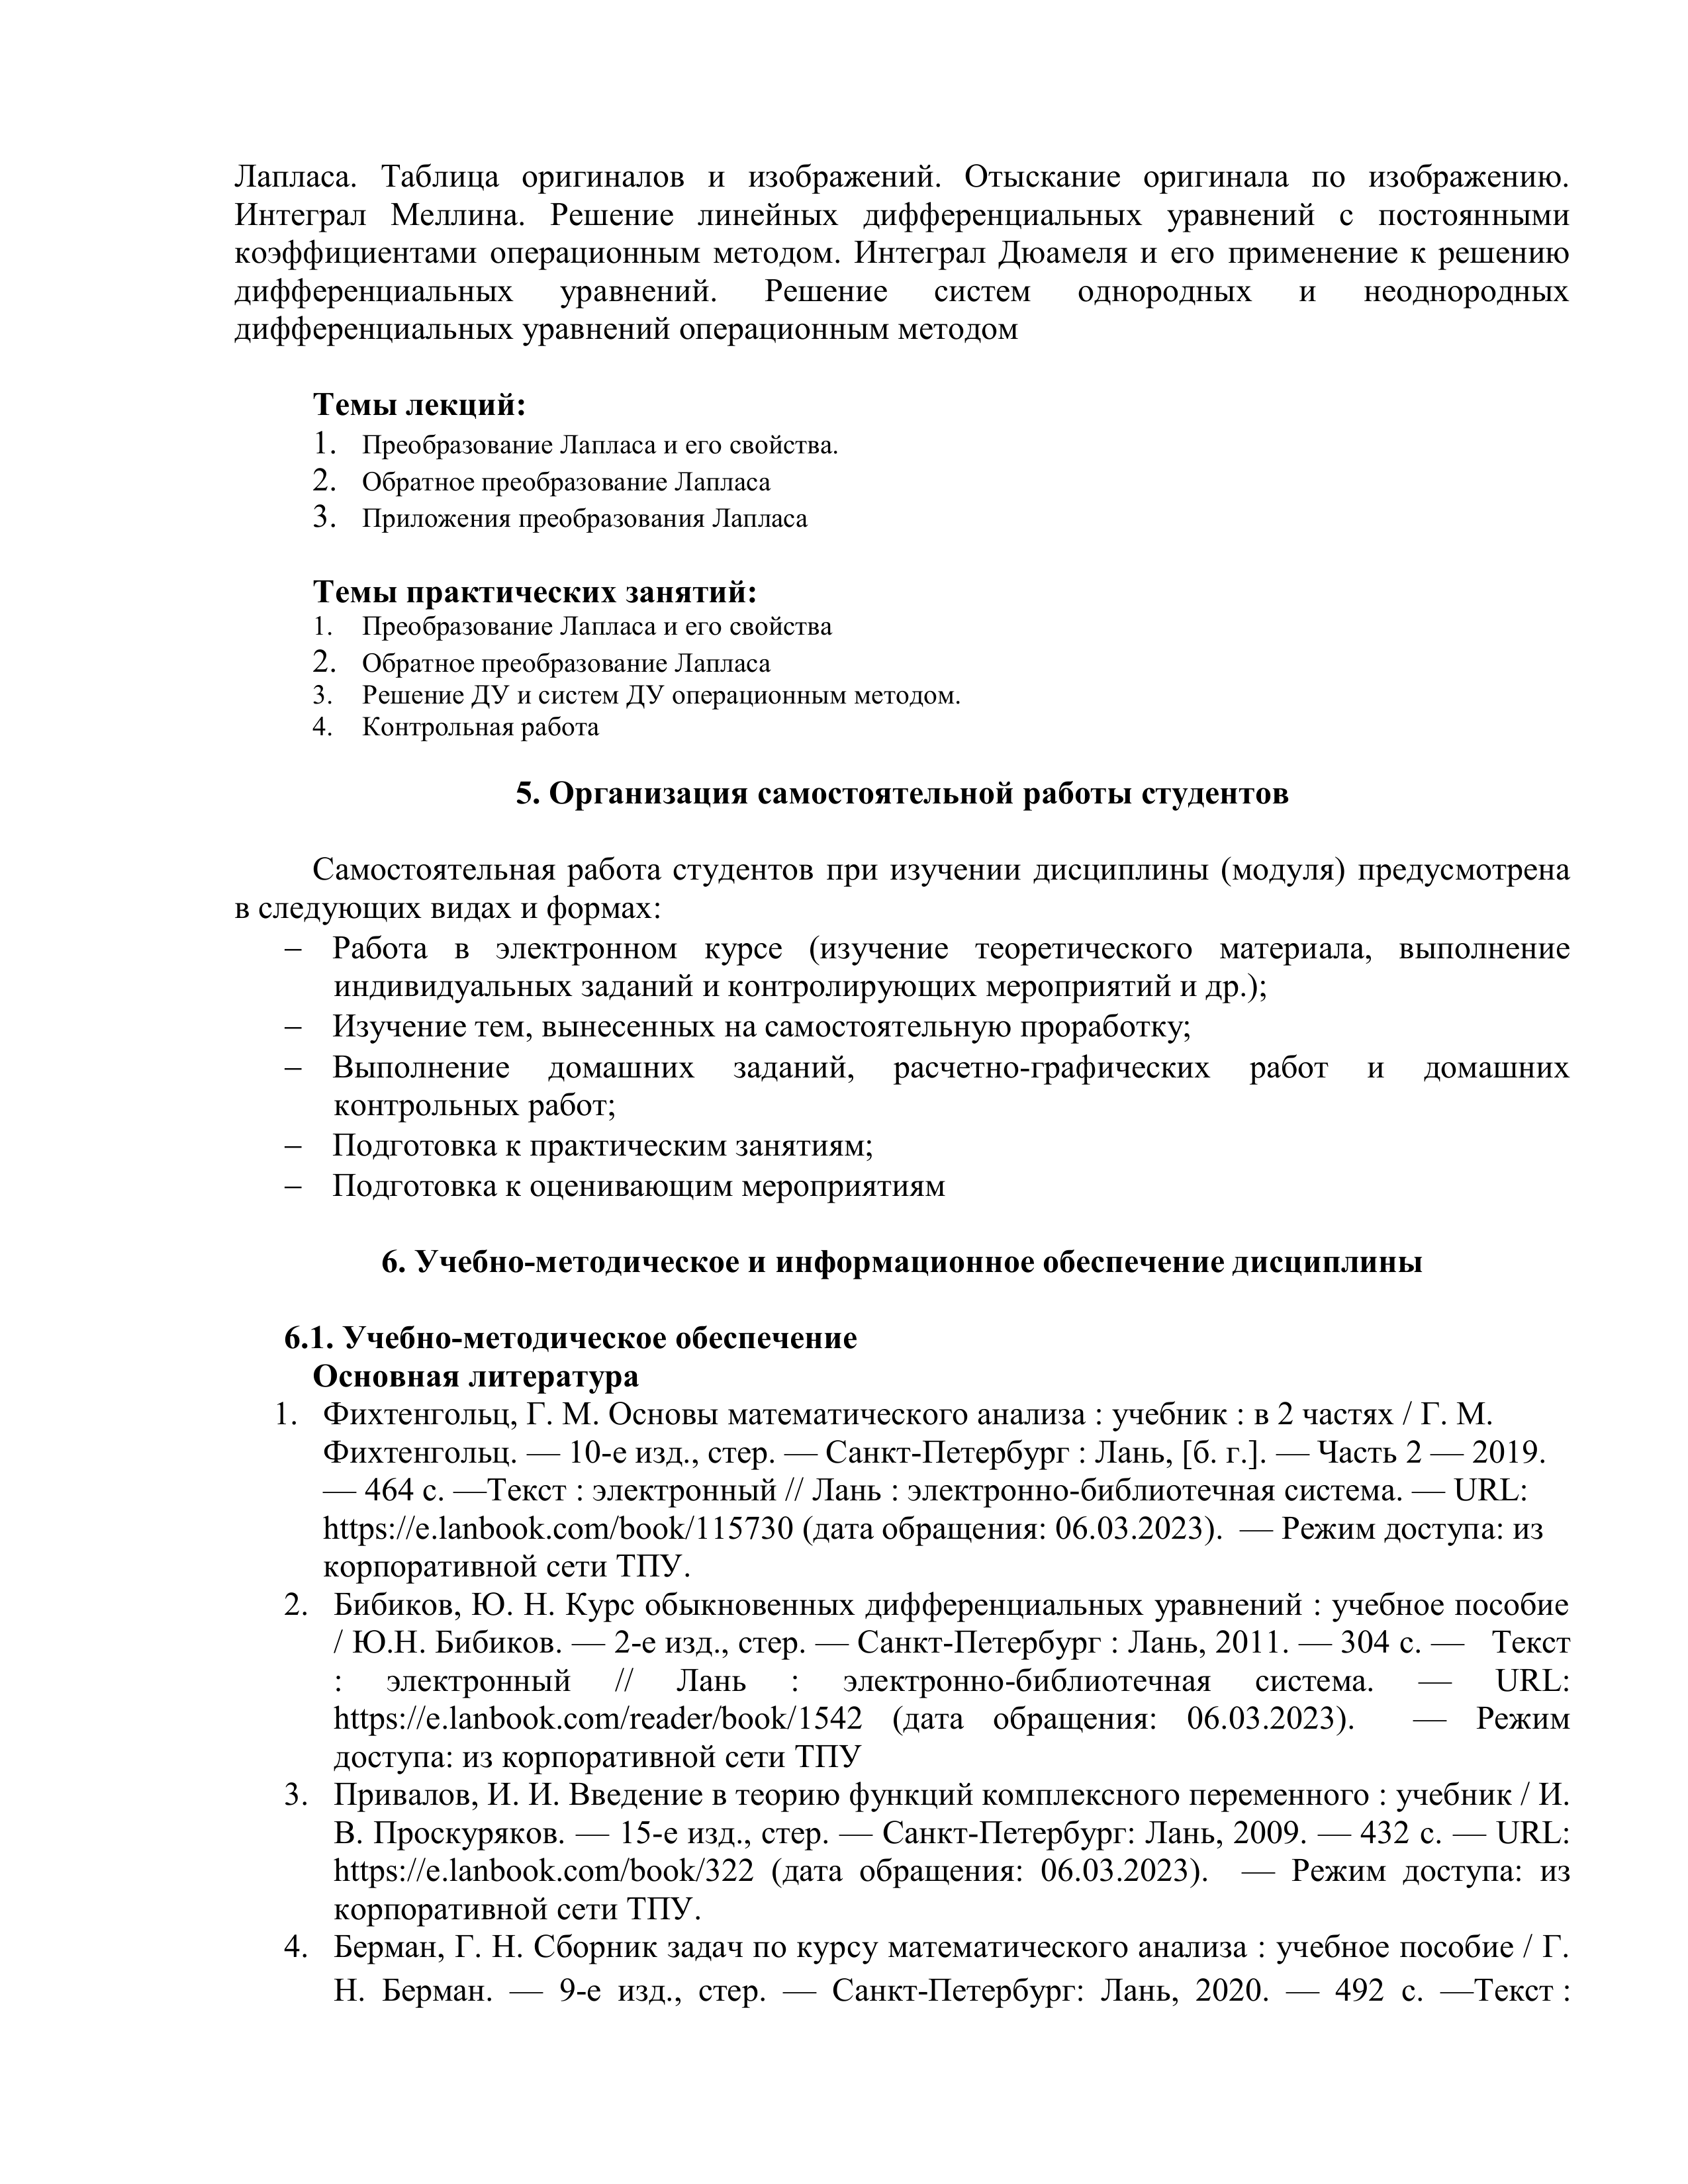 Лапласа. Таблица оригиналов и изображений. Отыскание оригинала по изображению.
Интеграл Меллина. Решение линейных дифференциальных уравнений с постоянными
коэффициентами операционным методом. Интеграл Дюамеля и его применение к решению
дифференциальных уравнений. Решение систем однородных и неоднородных
дифференциальных уравнений операционным методом
Темы лекций:
1. Преобразование Лапласа и его свойства.
2. Обратное преобразование Лапласа
3. Приложения преобразования Лапласа
Темы практических занятий:
1. Преобразование Лапласа и его свойства
2. Обратное преобразование Лапласа
3. Решение ДУ и систем ДУ операционным методом.
4. Контрольная работа
5. Организация самостоятельной работы студентов
Самостоятельная работа студентов при изучении дисциплины (модуля) предусмотрена
в следующих видах и формах:
− Работа в электронном курсе (изучение теоретического материала, выполнение
индивидуальных заданий и контролирующих мероприятий и др.);
− Изучение тем, вынесенных на самостоятельную проработку;
− Выполнение домашних заданий, расчетно-графических работ и домашних
контрольных работ;
− Подготовка к практическим занятиям;
− Подготовка к оценивающим мероприятиям
6. Учебно-методическое и информационное обеспечение дисциплины
6.1. Учебно-методическое обеспечение
Основная литература
1. Фихтенгольц, Г. М. Основы математического анализа : учебник : в 2 частях / Г. М.
Фихтенгольц. — 10-е изд., стер. — Санкт-Петербург : Лань, [б. г.]. — Часть 2 — 2019.
— 464 с. —Текст : электронный // Лань : электронно-библиотечная система. — URL:
https://e.lanbook.com/book/115730 (дата обращения: 06.03.2023). — Режим доступа: из
корпоративной сети ТПУ.
2. Бибиков, Ю. Н. Курс обыкновенных дифференциальных уравнений : учебное пособие
/ Ю.Н. Бибиков. — 2-е изд., стер. — Санкт-Петербург : Лань, 2011. — 304 с. — Текст
: электронный // Лань : электронно-библиотечная система. — URL:
https://e.lanbook.com/reader/book/1542 (дата обращения: 06.03.2023). — Режим
доступа: из корпоративной сети ТПУ
3. Привалов, И. И. Введение в теорию функций комплексного переменного : учебник / И.
В. Проскуряков. — 15-е изд., стер. — Санкт-Петербург: Лань, 2009. — 432 с. — URL:
https://e.lanbook.com/book/322 (дата обращения: 06.03.2023). — Режим доступа: из
корпоративной сети ТПУ.
4. Берман, Г. Н. Сборник задач по курсу математического анализа : учебное пособие / Г.
Н. Берман. — 9-е изд., стер. — Санкт-Петербург: Лань, 2020. — 492 с. —Текст :